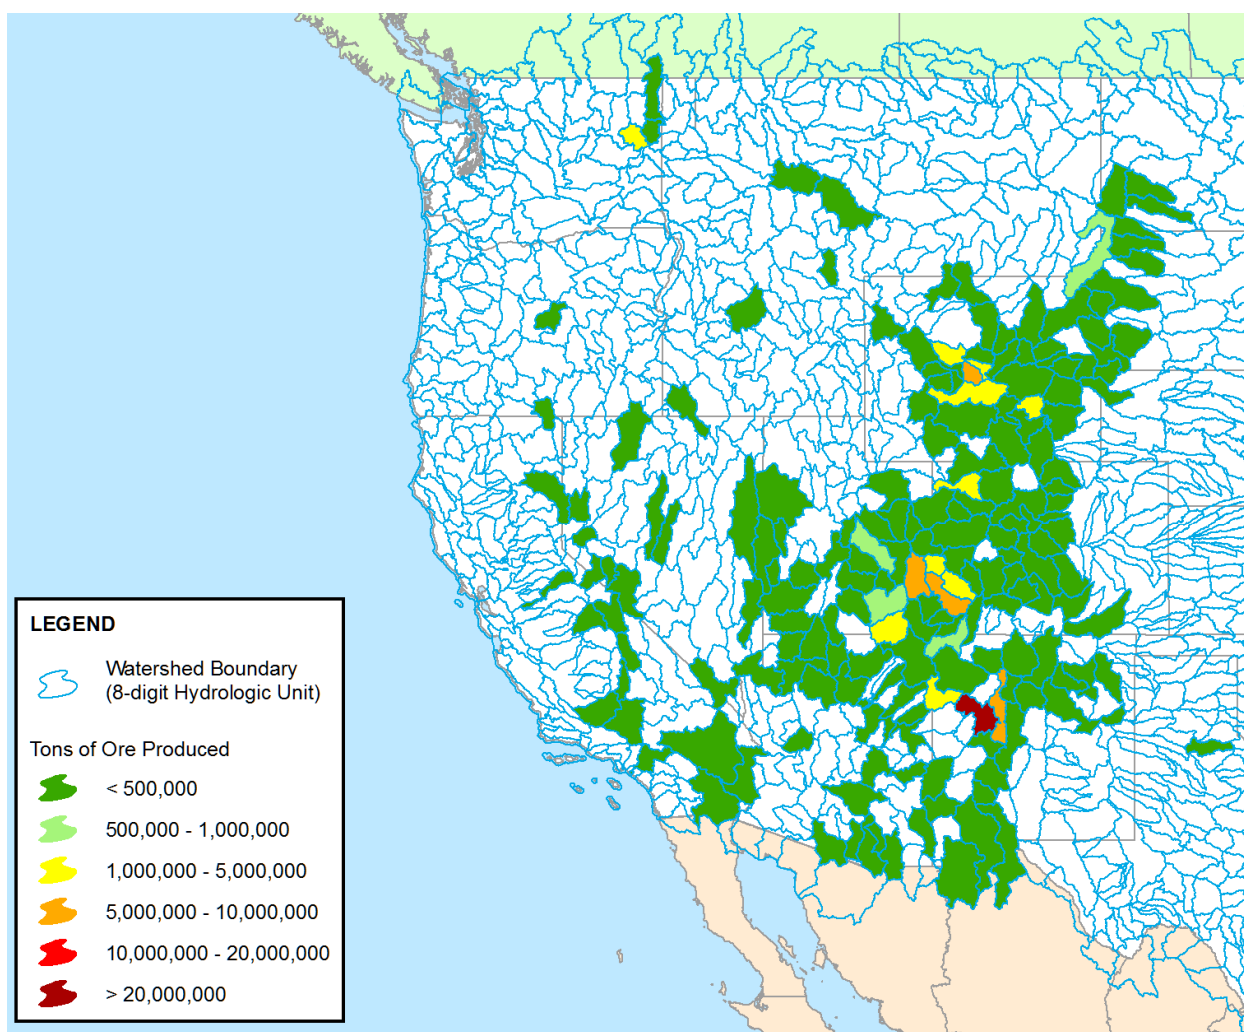 LEGEND
Watershed Boundary
(8-digit Hydrologic Unit)
Tons of Ore Produced
< 500,000
500,000 - 1,000,000
1,000,000 - 5,000,000
5,000,000 - 10,000,000
10,000,000 - 20,000,000
> 20,000,000